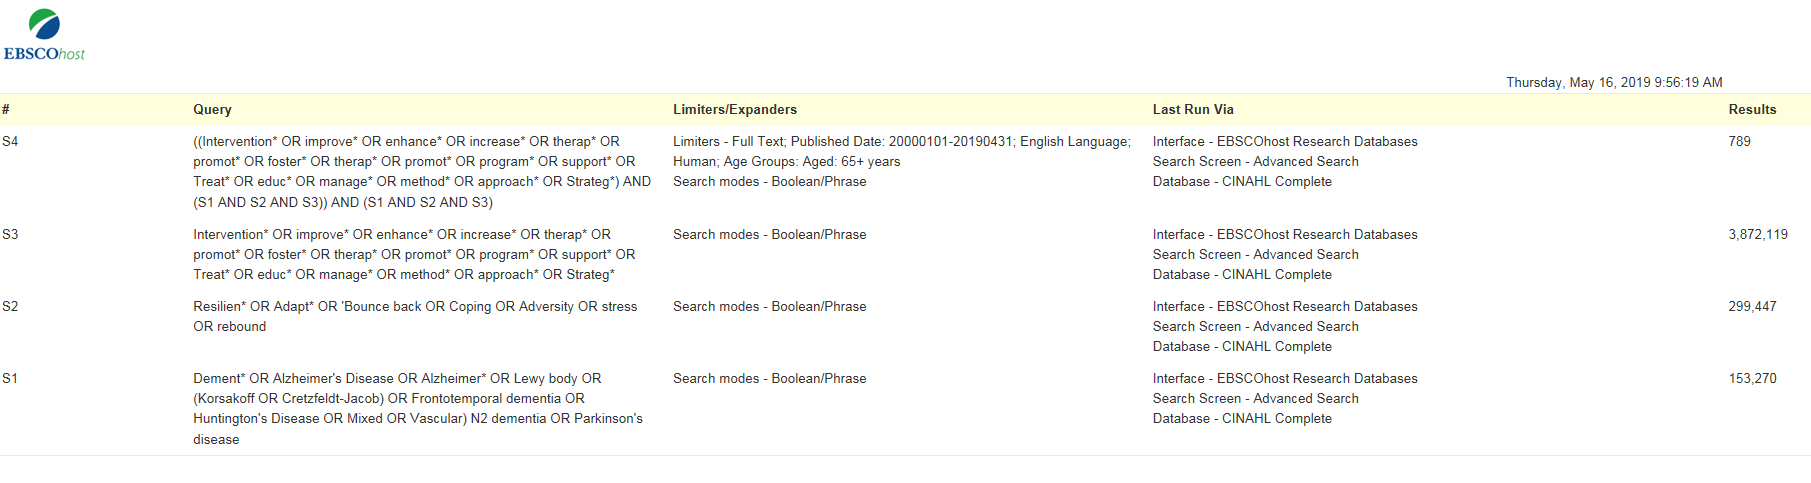 EBSCOhost
Thursday, May 16, 2019 9:56:19 AM
# Query Limiters/Expanders Last Run Via Results
S4 ((Intervention* OR improve* OR enhance* OR increase* OR therap* OR Limiters - Full Text; Published Date: 20000101-20190431; English Language; Interface - EBSCOhost Research Databases 789
promot* OR foster* OR therap* OR promot* OR program* OR support* OR Human; Age Groups: Aged: 65+ years Search Screen - Advanced Search
Treat* OR educ* OR manage* OR method* OR approach* OR Strateg*) AND Search modes - Boolean/Phrase Database - CINAHL Complete
(S1 AND S2 AND S3)) AND (S1 AND S2 AND S3)
S3 Intervention* OR improve* OR enhance* OR increase* OR therap* OR Search modes - Boolean/Phrase Interface - EBSCOhost Research Databases 3,872,119
promot* OR foster* OR therap* OR promot* OR program* OR support* OR Search Screen - Advanced Search
Treat* OR educ* OR manage* OR method* OR approach* OR Strateg* Database - CINAHL Complete
S2 Resilien* OR Adapt* OR 'Bounce back OR Coping OR Adversity OR stress Search modes - Boolean/Phrase Interface - EBSCOhost Research Databases 299,447
OR rebound Search Screen - Advanced Search
Database - CINAHL Complete
S1 Dement* OR Alzheimer's Disease OR Alzheimer* OR Lewy body OR Search modes - Boolean/Phrase Interface - EBSCOhost Research Databases 153,270
(Korsakoff OR Cretzfeldt-Jacob) OR Frontotemporal dementia OR Search Screen - Advanced Search
Huntington's Disease OR Mixed OR Vascular) N2 dementia OR Parkinson's Database - CINAHL Complete
disease